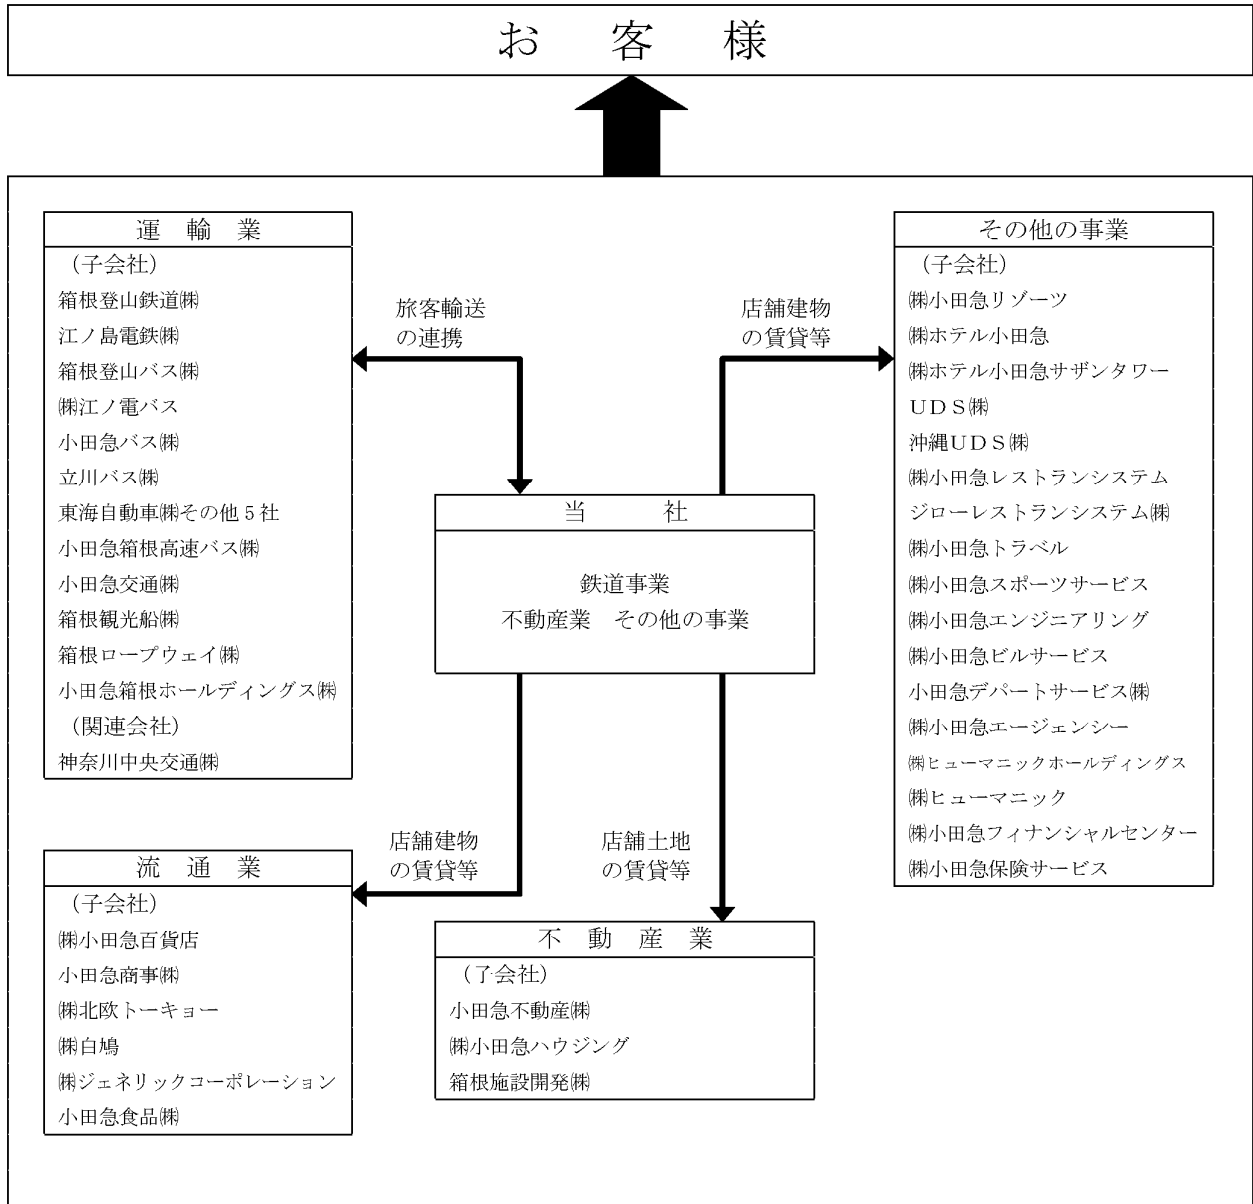 お客様
運輸業
（子会社）
箱根登山鉄道㈱
江ノ島電鉄㈱
箱根登山バス㈱
㈱江ノ電バス
小田急バス㈱
立川バス㈱
東海自動車㈱その他５社
小田急箱根高速バス㈱
小田急交通㈱
箱根観光船㈱
箱根ロープウェイ㈱
小田急箱根ホールディングス㈱
（関連会社）
神奈川中央交通㈱
旅客輸送
の連携
店舗建物
の賃貸等
その他の事業
（子会社）
㈱小田急リゾーツ
㈱ホテル小田急
㈱ホテル小田急サザンタワー
ＵＤＳ㈱
沖縄ＵＤＳ㈱
㈱小田急レストランシステム
ジローレストランシステム㈱
㈱小田急トラベル
㈱小田急スポーツサービス
㈱小田急エンジニアリング
㈱小田急ビルサービス
小田急デパートサービス㈱
㈱小田急エージェンシー
㈱ヒューマニックホールディングス
㈱ヒューマニック
㈱小田急フィナンシャルセンター
㈱小田急保険サービス
当社
鉄道事業
不動産業　その他の事業
店舗建物
の賃貸等
店舗土地
の賃貸等
流通業
（子会社）
㈱小田急百貨店
小田急商事㈱
㈱北欧トーキョー
㈱白鳩
㈱ジェネリックコーポレーション
小田急食品㈱
不動産業
（子会社）
小田急不動産㈱
㈱小田急ハウジング
箱根施設開発㈱